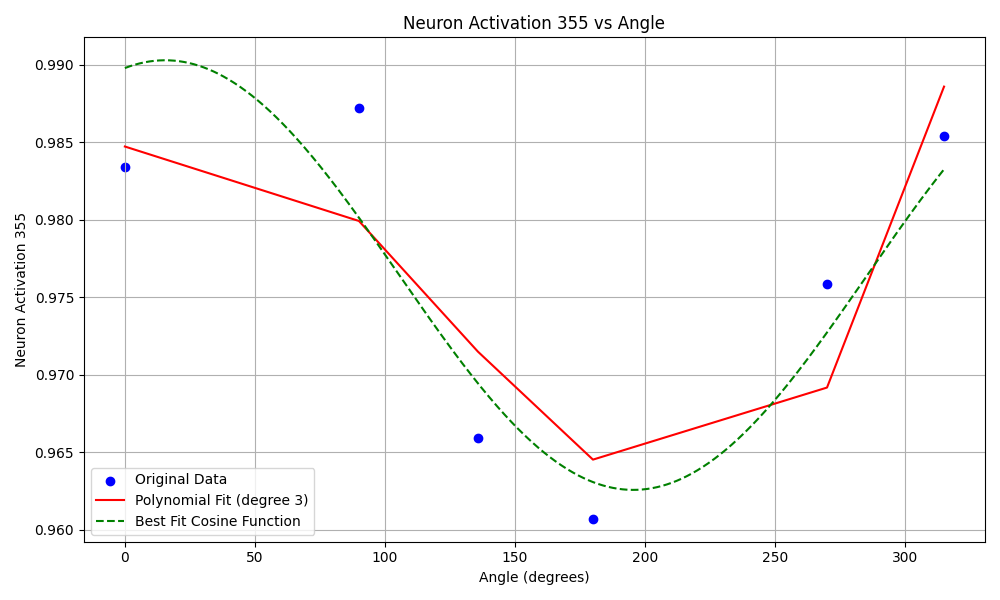 Neuron Activation 355 vs Angle
0.990
0.985
0.980
0.975
0.970
0.965
0.960
Neuron Activation 355
Original Data
Polynomial Fit (degree 3)
Best Fit Cosine Function
0 50 100 150 200 250 300
Angle (degrees)